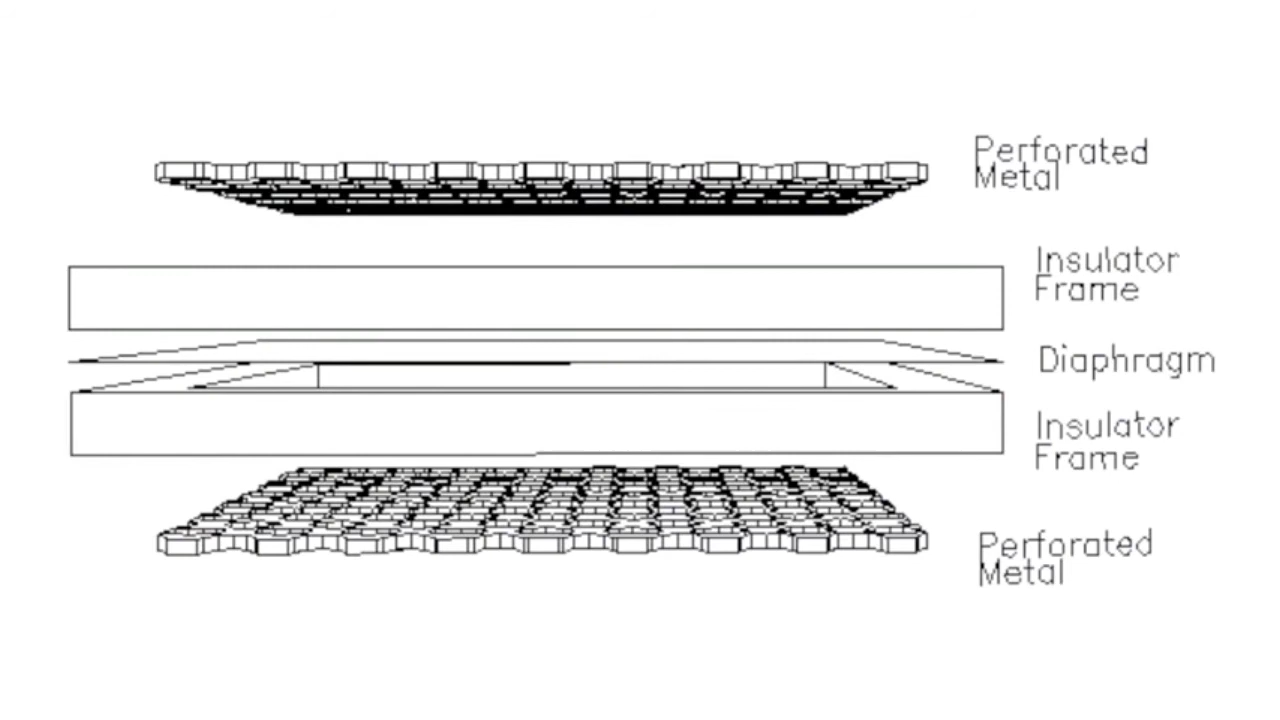 Perforated
Metal
Insulator
Frame
Diaphragm
Insulator
Frame
Perforated
Metal